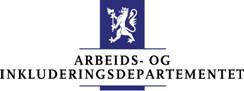 ARBEIDS- OG
INKLUDERINGSDEPARTEMENTET